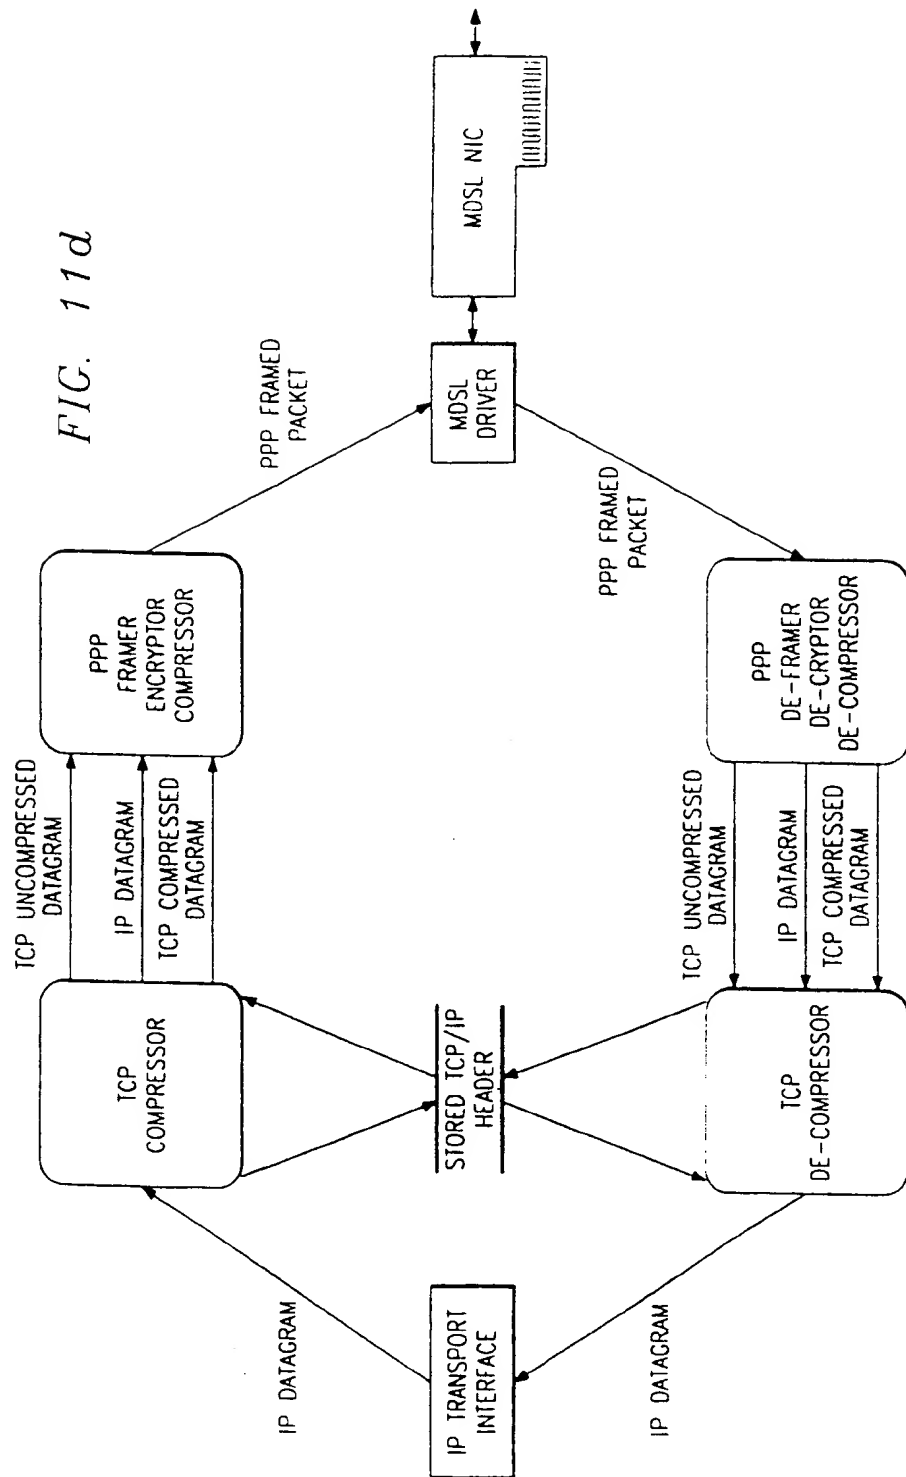 FIG. 11d
TCP UNCOMPRESSED
DATAGRAM
IP DATAGRAM
TCP COMPRESSED
DATAGRAM
TCP
COMPRESSOR
PPP
FRAMER
ENCRYPTOR
COMPRESSOR
IP DATAGRAM
PPP FRAMED
PACKET
IP TRANSPORT
INTERFACE
STORED TCP/IP
HEADER
MDSL
DRIVER
MDSL NIC
IP DATAGRAM
PPP FRAMED
PACKET
TCP UNCOMPRESSED
DATAGRAM
IP DATAGRAM
TCP COMPRESSED
DATAGRAM
TCP
DE-COMPRESSOR
PPP
DE-FRAMER
DE-CRYPTOR
DE-COMPRESSOR